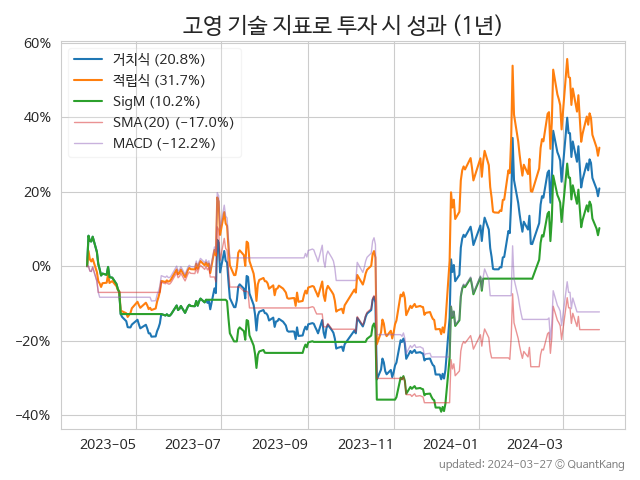 고영 기술 지표로 투자 시 성과 (1년)
60%
40%
20%
0%
−20%
−40%
거치식 (20.8%)
적립식 (31.7%)
SigM (10.2%)
SMA(20) (−17.0%)
MACD (−12.2%)
2023-05 2023-07 2023-09 2023-11 2024-01 2024-03
updated: 2024-03-27 © QuantKang